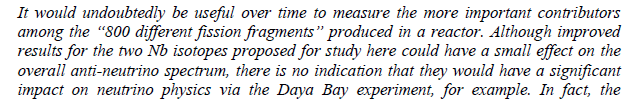 It would undoubtedly be useful over time to measure the more important contributors
among the “800 different fission fragments” produced in a reactor. Although improved
results for the two Nb isotopes proposed for study here could have a small effect on the
overall anti-neutrino spectrum, there is no indication that they would have a significant
impact on neutrino physics via the Daya Bay experiment, for example. In fact, the